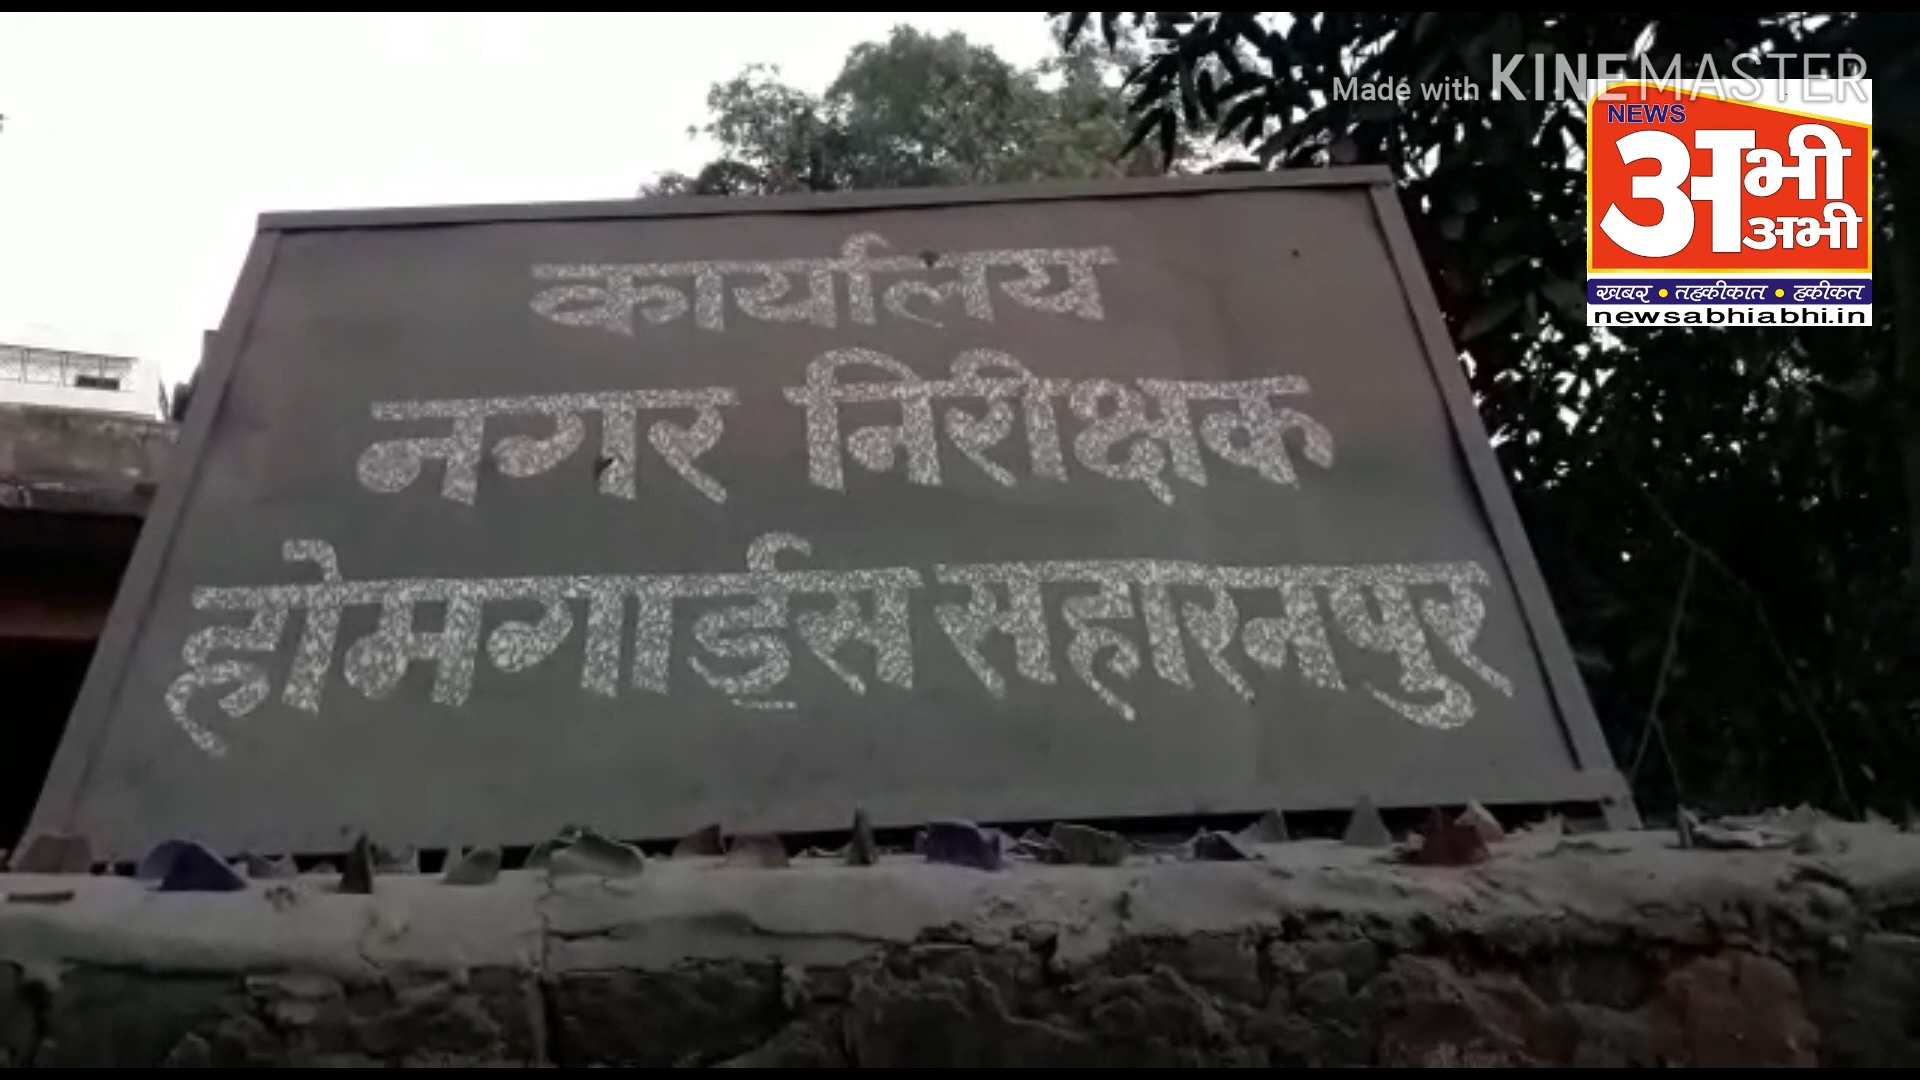 Made with KINEMASTER
NEWS
अभी
अभी
खबर • तहकीकात • हकीकत
newsabhiabhi.in
कार्यालय
नगर निरीक्षक
होमगार्ड्स सहारनपुर